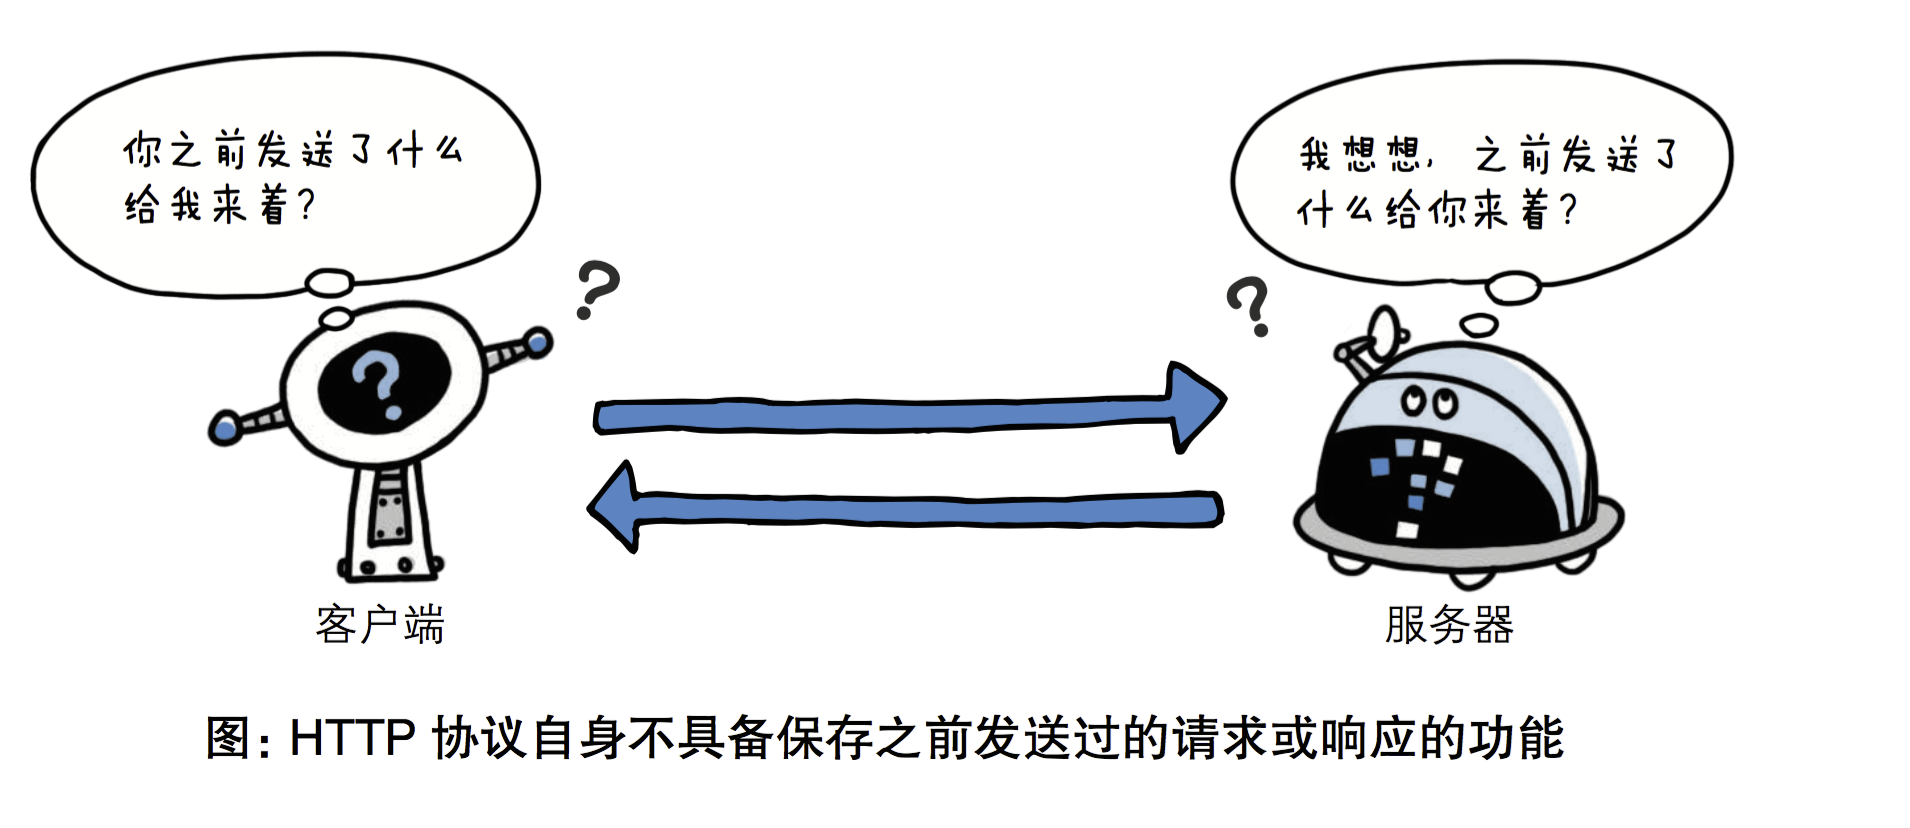 你之前发送了什么
给我来着?
我想想, 之前发送了
什么给你来着?
?
?
?
客户端
服务器
图: HTTP 协议自身不具备保存之前发送过的请求或响应的功能